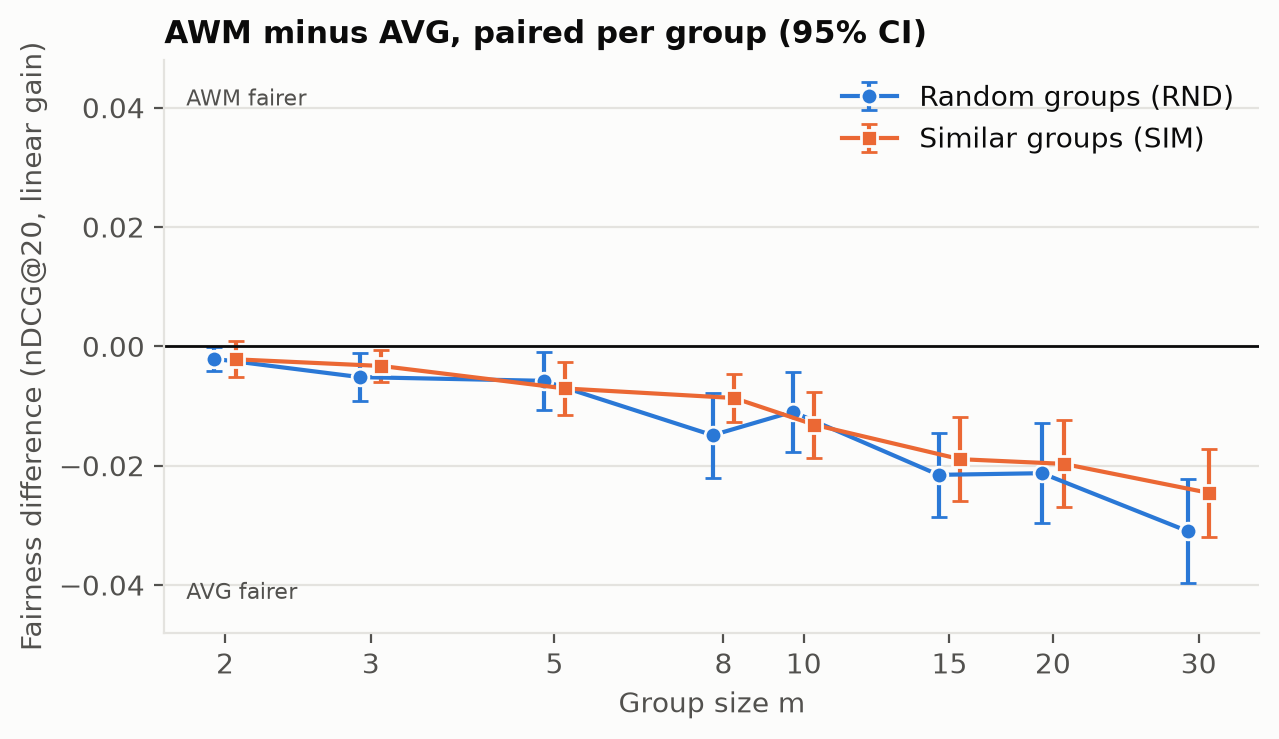 AWM minus AVG, paired per group (95% CI)
Fairness difference (nDCG@20, linear gain)
AWM fairer
Random groups (RND)
Similar groups (SIM)
0.04
0.02
0.00
−0.02
−0.04
AVG fairer
2 3 5 8 10 15 20 30
Group size m